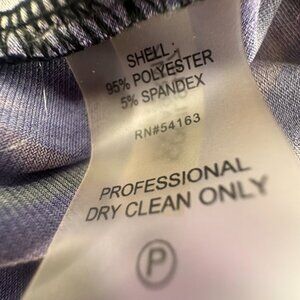 SHELL:
95% POLYESTER
5% SPANDEX
RN#54163
PROFESSIONAL
DRY CLEAN ONLY
P